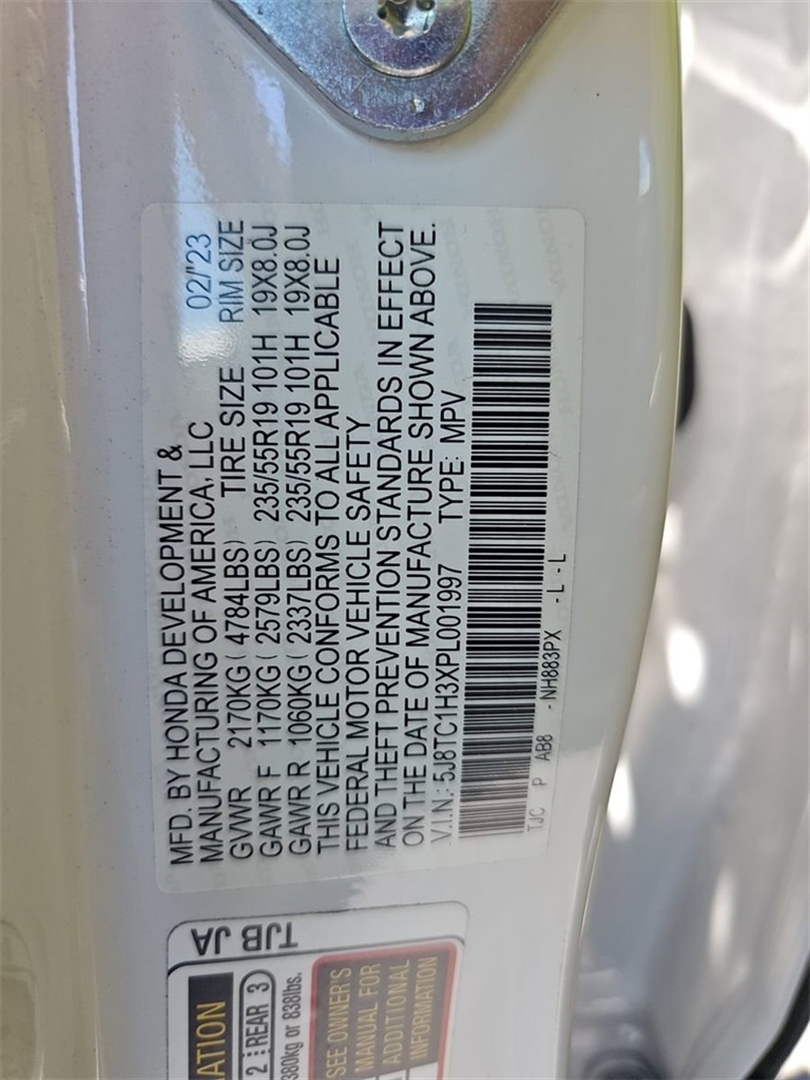 MFD. BY HONDA DEVELOPMENT &
MANUFACTURING OF AMERICA, LLC 02/'23
GVWR 2170KG ( 4784LBS) TIRE SIZE RIM SIZE
GAWR F 1170KG ( 2579LBS) 235/55R19 101H 19X8.0J
GAWR R 1060KG ( 2337LBS) 235/55R19 101H 19X8.0J
THIS VEHICLE CONFORMS TO ALL APPLICABLE
FEDERAL MOTOR VEHICLE SAFETY
AND THEFT PREVENTION STANDARDS IN EFFECT
ON THE DATE OF MANUFACTURE SHOWN ABOVE.
V.I.N.: 5J8TC1H3XPL001997 TYPE: MPV
TJC P AB8 - NH883PX - L - L
TJB JA
2 REAR 3
380kg or 838lbs.
SEE OWNER'S
MANUAL FOR
ADDITIONAL
INFORMATION